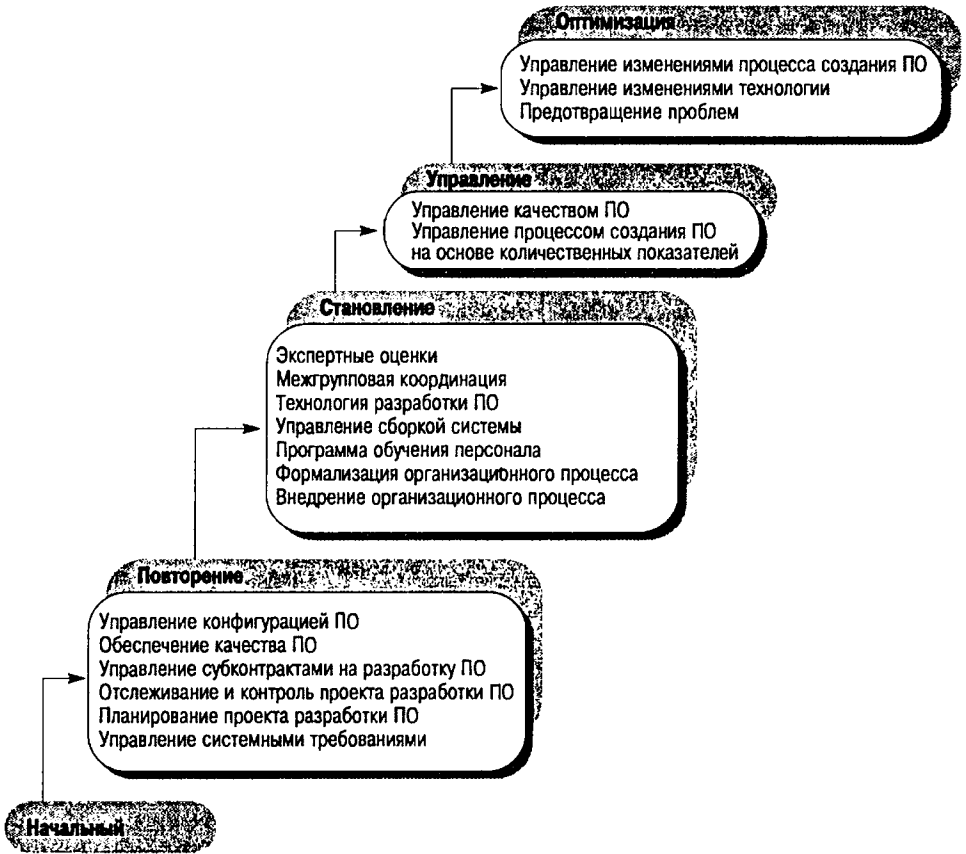 Оптимизация
Управление изменениями процесса создания ПО
Управление изменениями технологии
Предотвращение проблем
Управление
Управление качеством ПО
Управление процессом создания ПО
на основе количественных показателей
Становление
Экспертные оценки
Межгрупповая координация
Технология разработки ПО
Управление сборкой системы
Программа обучения персонала
Формализация организационного процесса
Внедрение организационного процесса
Повторение
Управление конфигурацией ПО
Обеспечение качества ПО
Управление субконтрактами на разработку ПО
Отслеживание и контроль проекта разработки ПО
Планирование проекта разработки ПО
Управление системными требованиями
Начальный